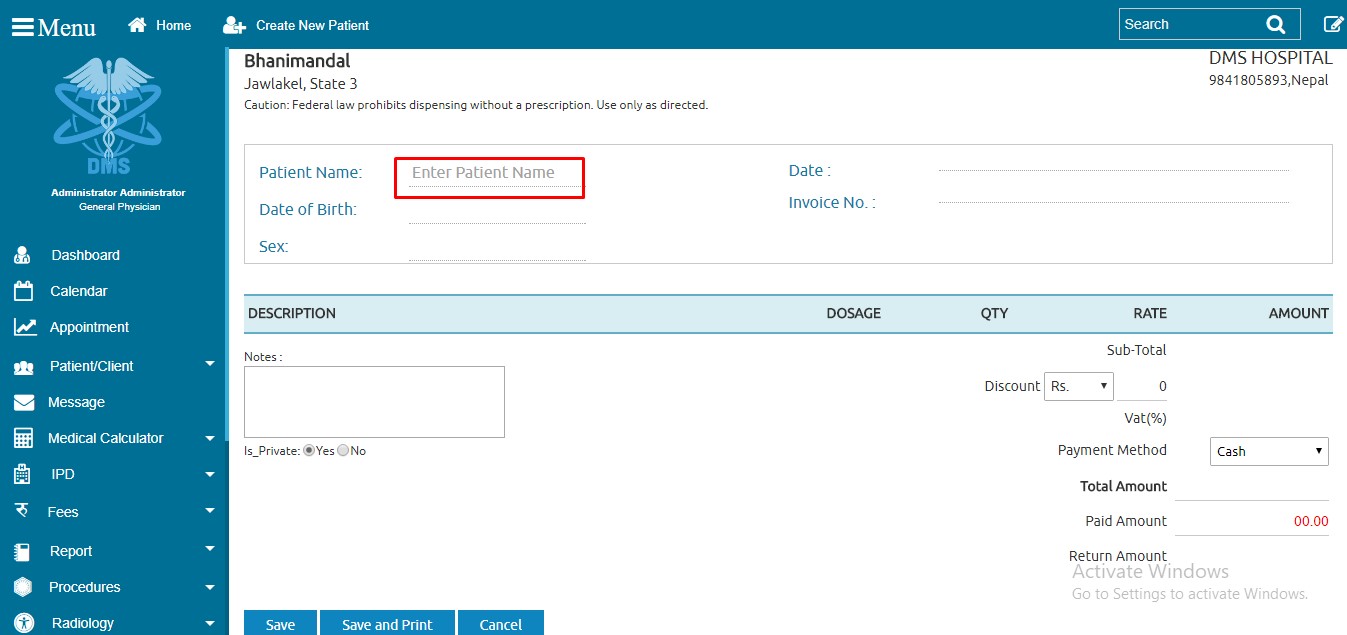 Menu
Home
Create New Patient
Search
DMS
Administrator Administrator
General Physician
Dashboard
Calendar
Appointment
Patient/Client
Message
Medical Calculator
IPD
Fees
Report
Procedures
Radiology
Bhanimandal
Jawlakel, State 3
Caution: Federal law prohibits dispensing without a prescription. Use only as directed.
DMS HOSPITAL
9841805893,Nepal
Patient Name: Enter Patient Name
Date of Birth:
Sex:
Date :
Invoice No. :
DESCRIPTION DOSAGE QTY RATE AMOUNT
Notes :
Is_Private: Yes No
Sub-Total
Discount Rs. 0
Vat(%)
Payment Method Cash
Total Amount
Paid Amount 00.00
Return Amount
Activate Windows
Go to Settings to activate Windows.
Save
Save and Print
Cancel